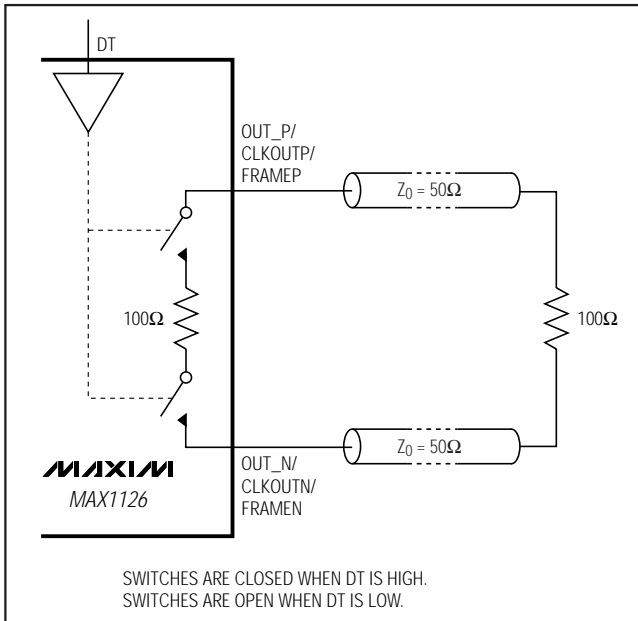 DT
OUT_P/
CLKOUTP/
FRAMEP
Z0 = 50Ω
100Ω
100Ω
Z0 = 50Ω
MAXIM
MAX1126
OUT_N/
CLKOUTN/
FRAMEN
SWITCHES ARE CLOSED WHEN DT IS HIGH.
SWITCHES ARE OPEN WHEN DT IS LOW.